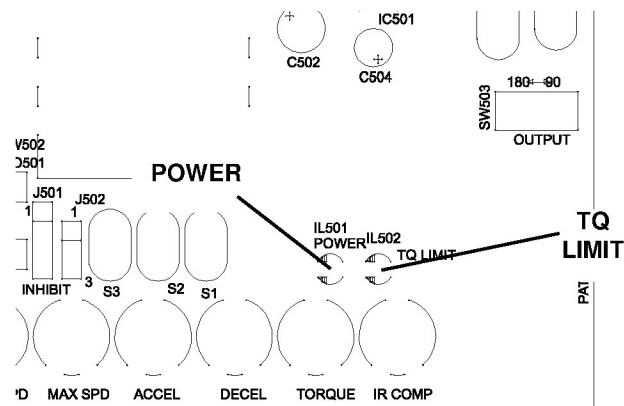 IC501
C502
C504
180 90
SW503
OUTPUT
W502
D501
POWER
J501
J502
1
1
IL501
POWER
IL502
TQ LIMIT
TQ
LIMIT
INHIBIT
3
S3
S2
S1
PAT
PD
MAX SPD
ACCEL
DECEL
TORQUE
IR COMP